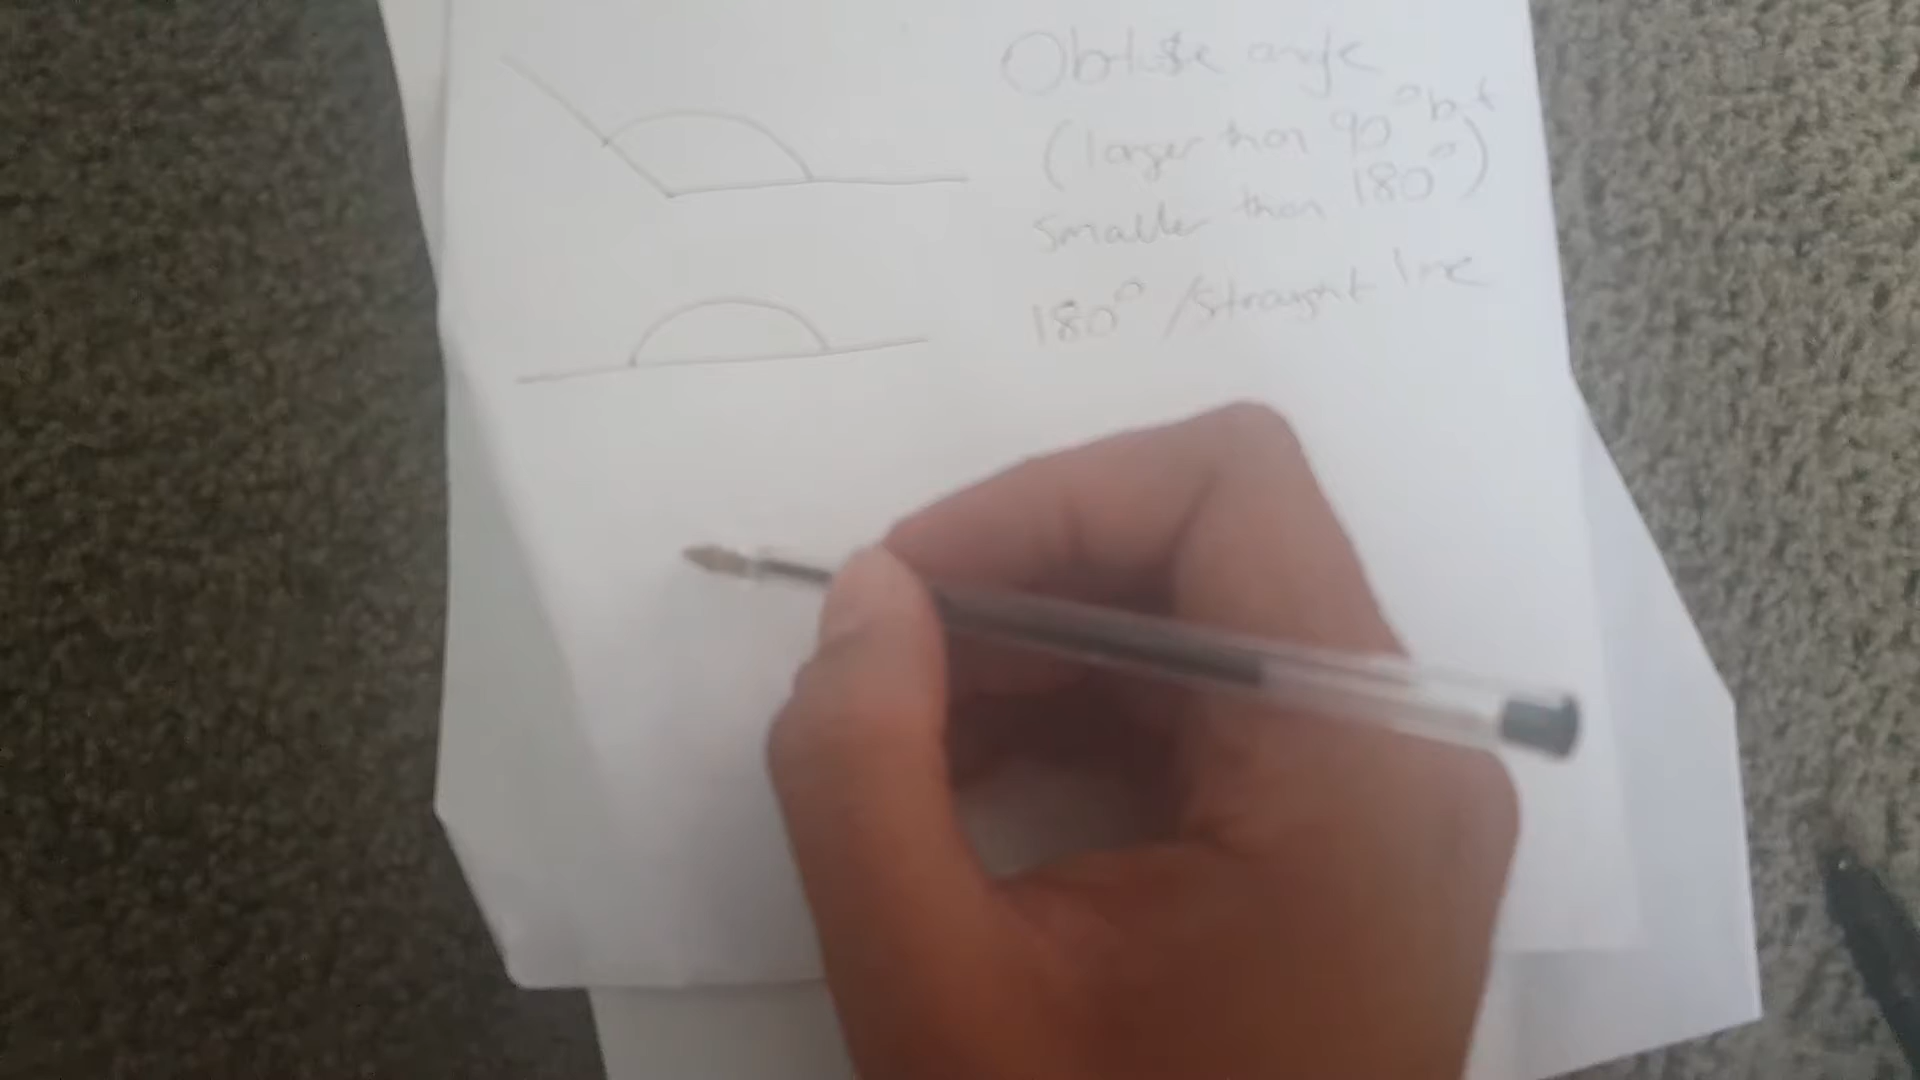 Obtuse angle
(larger than 90° but
smaller than 180°)
180° /straight line